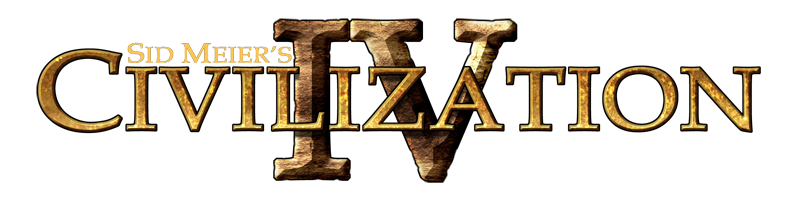 SID MEIER'S
CIVILIZATION
IV